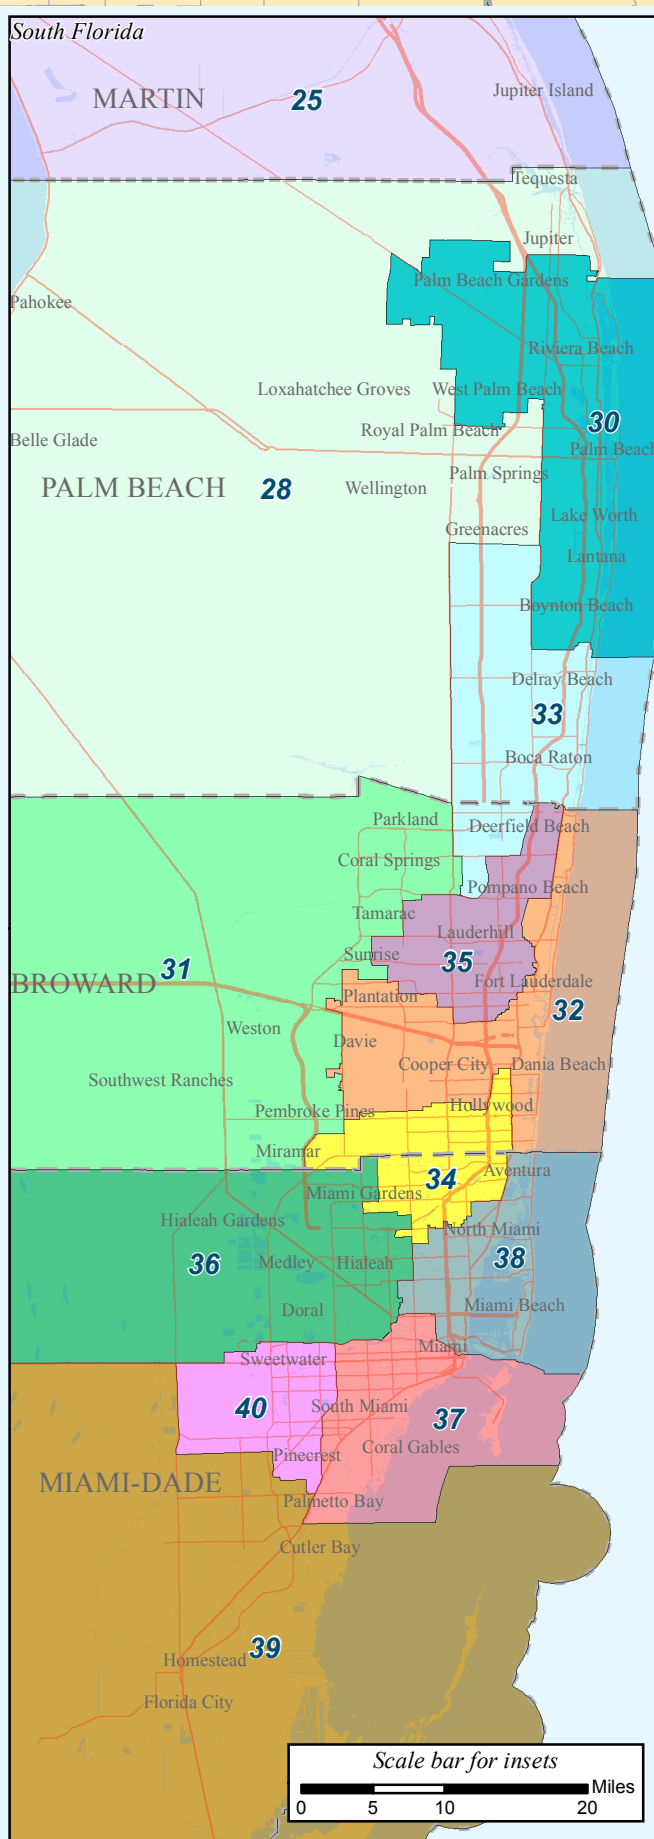 South Florida
Jupiter Island
MARTIN
25
Tequesta
Jupiter
Palm Beach Gardens
Pahokee
Riviera Beach
Loxahatchee Groves
West Palm Beach
30
Royal Palm Beach
Belle Glade
Palm Beach
Palm Springs
PALM BEACH
28
Wellington
Lake Worth
Greenacres
Lantana
Boynton Beach
Delray Beach
33
Boca Raton
Parkland
Deerfield Beach
Coral Springs
Pompano Beach
Tamarac
Lauderhill
Sunrise
35
31
BROWARD
Fort Lauderdale
Plantation
32
Weston
Davie
Cooper City
Dania Beach
Southwest Ranches
Hollywood
Pembroke Pines
Miramar
Aventura
34
Miami Gardens
Hialeah Gardens
North Miami
36
Medley
Hialeah
38
Doral
Miami Beach
Miami
Sweetwater
40
South Miami
37
Coral Gables
Pinecrest
MIAMI-DADE
Palmetto Bay
Cutler Bay
39
Homestead
Florida City
Scale bar for insets
Miles
0 5 10 20